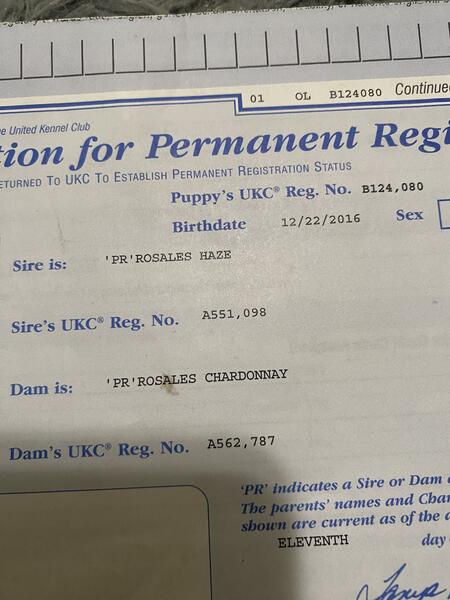 01 OL B124080 Continued
he United Kennel Club
tion for Permanent Regi
ETURNED TO UKC TO ESTABLISH PERMANENT REGISTRATION STATUS
Puppy's UKC® Reg. No. B124,080
Birthdate 12/22/2016 Sex
Sire is: 'PR'ROSALES HAZE
Sire's UKC® Reg. No. A551,098
Dam is: 'PR'ROSALES CHARDONNAY
Dam's UKC® Reg. No. A562,787
'PR' indicates a Sire or Dam
The parents' names and Cha
shown are current as of the
ELEVENTH day